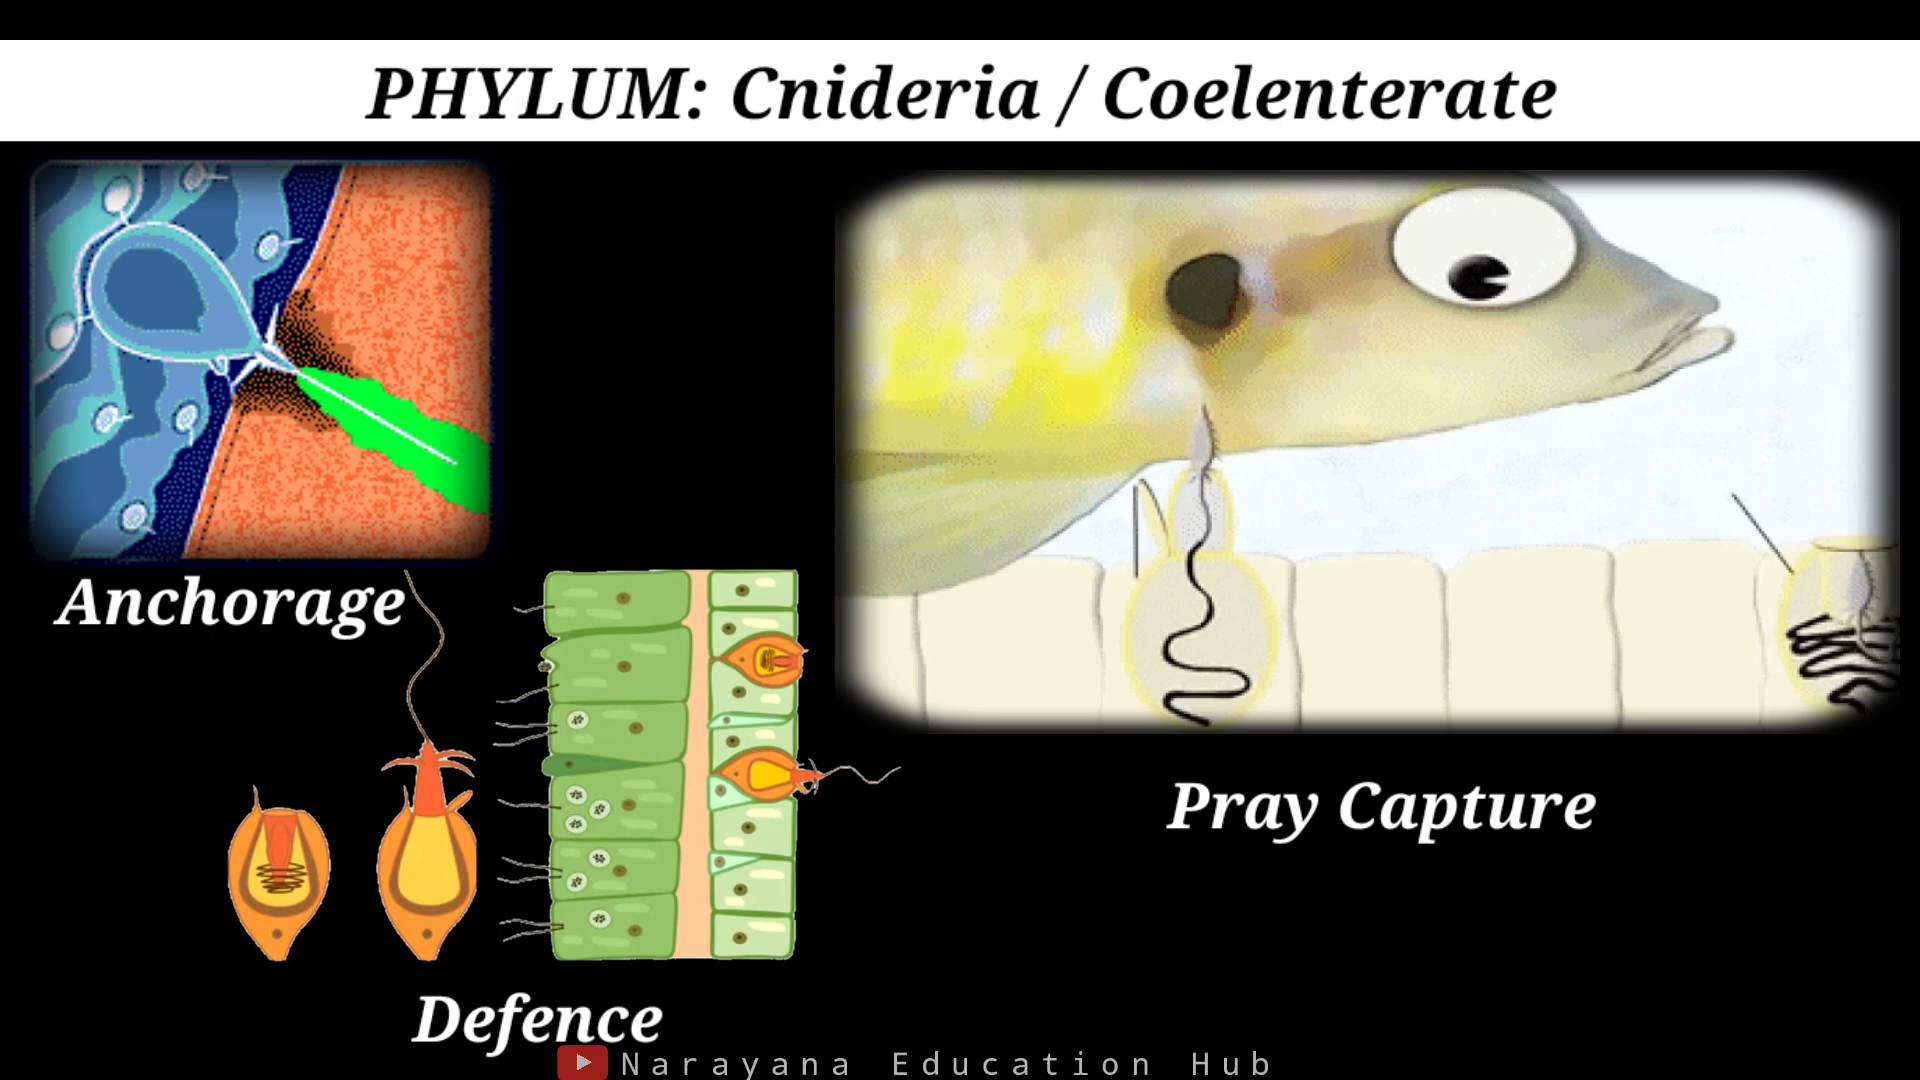 PHYLUM: Cnideria / Coelenterate
Anchorage
Pray Capture
Defence
Narayana Education Hub